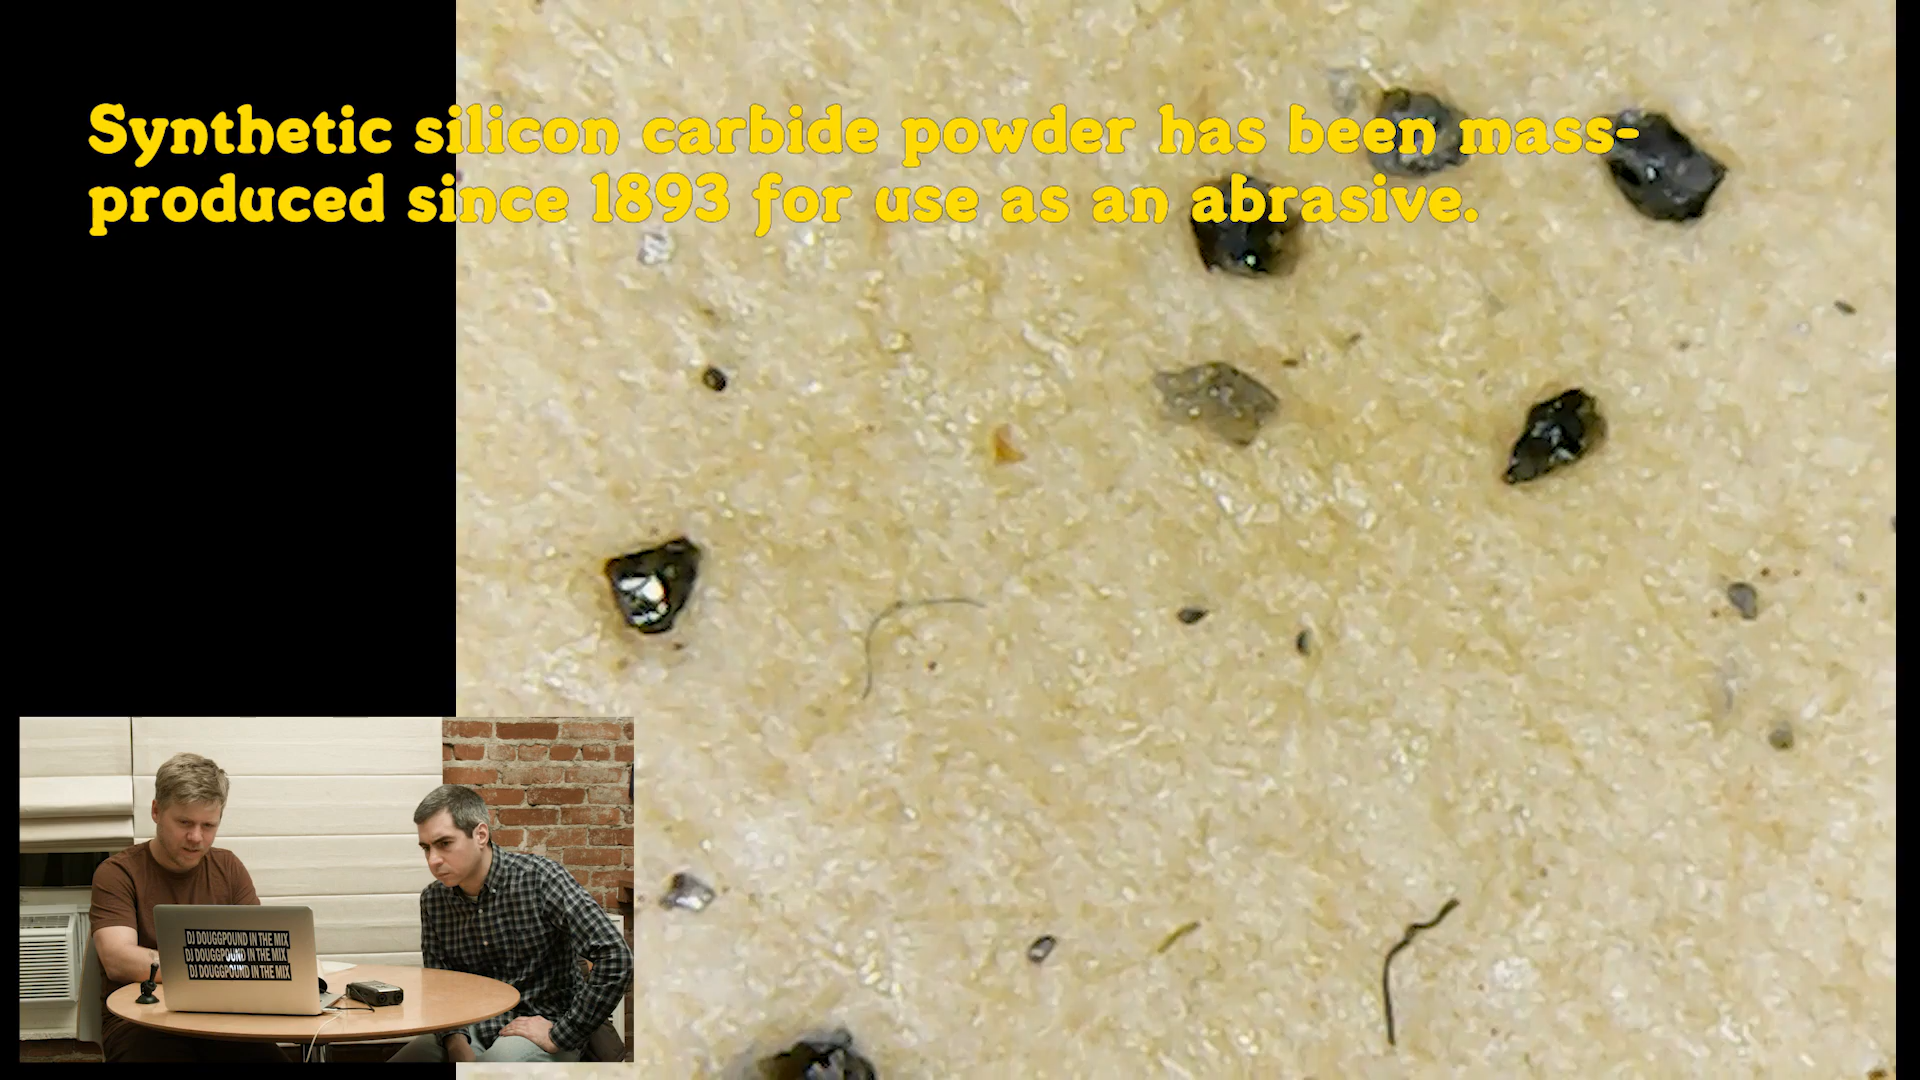 Synthetic silicon carbide powder has been mass-
produced since 1893 for use as an abrasive.
DJ DOUGGPOUND IN THE MIX
DJ DOUGGPOUND IN THE MIX
DJ DOUGGPOUND IN THE MIX